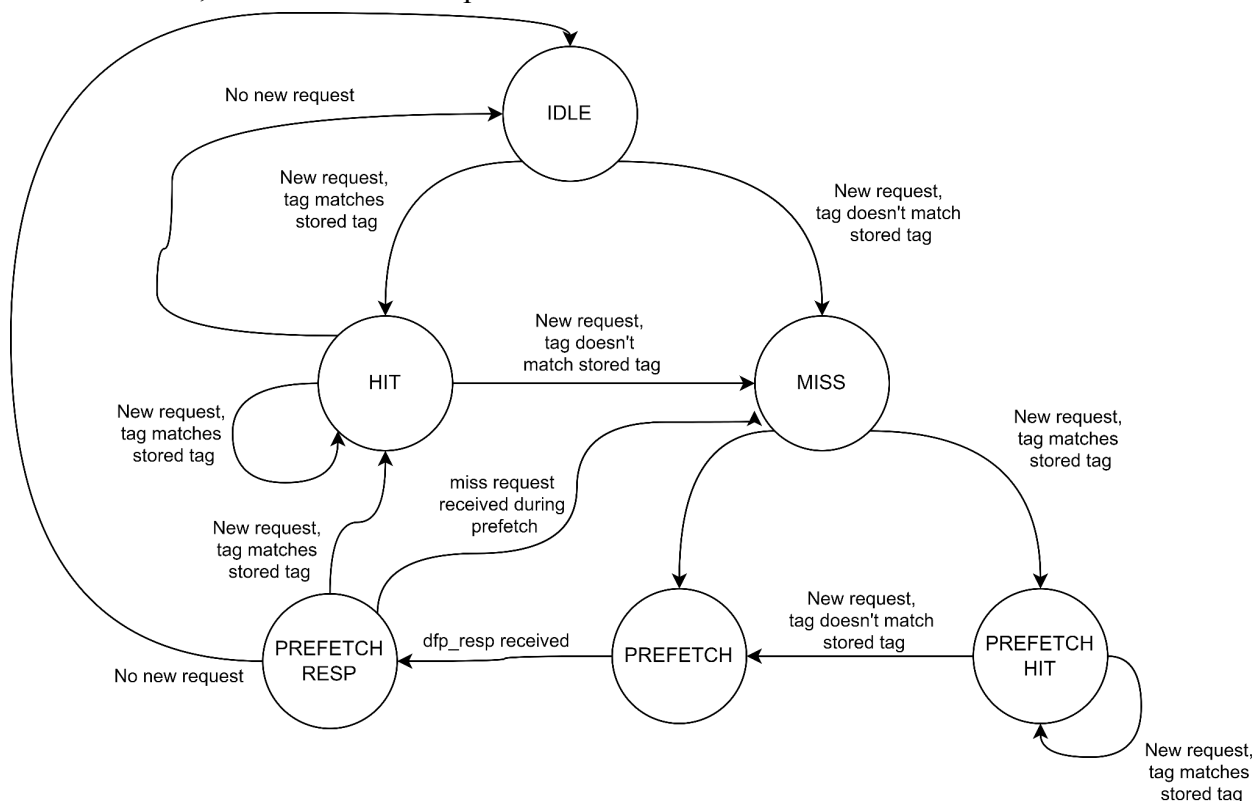 No new request
IDLE
New request,
tag matches
stored tag
New request,
tag doesn't match
stored tag
New request,
tag doesn't
match stored tag
HIT
MISS
New request,
tag matches
stored tag
New request,
tag matches
stored tag
miss request
received during
prefetch
New request,
tag matches
stored tag
New request,
tag doesn't match
stored tag
dfp_resp received
PREFETCH
RESP
PREFETCH
PREFETCH
HIT
No new request
New request,
tag matches
stored tag